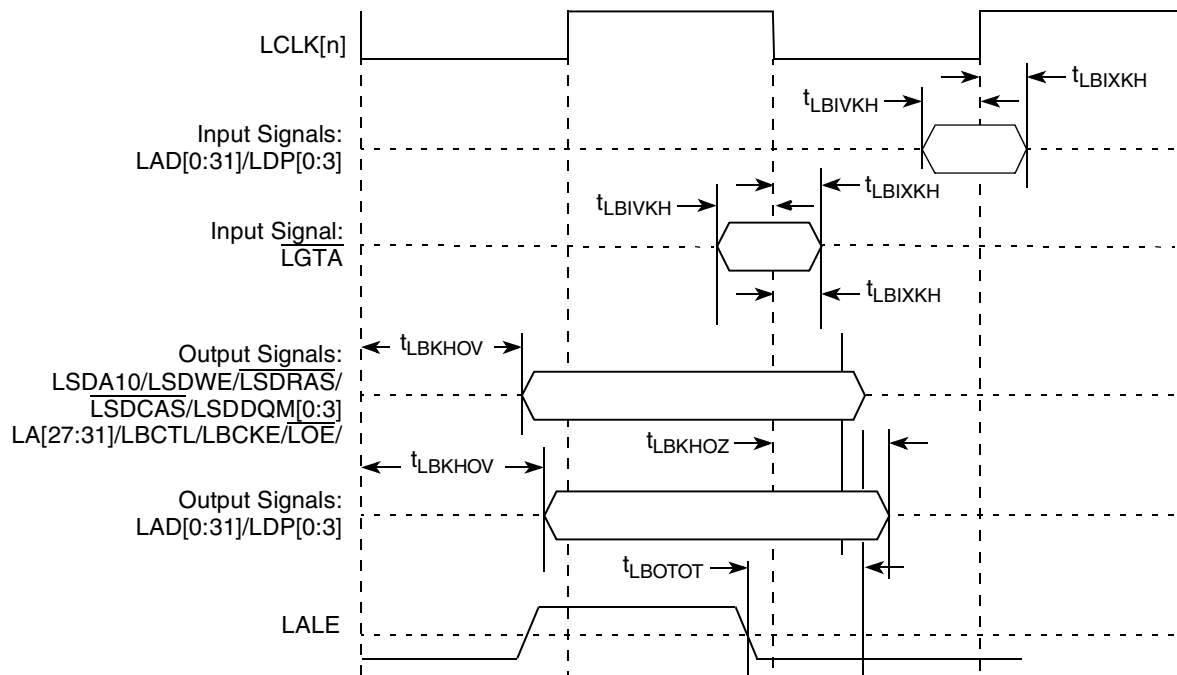 LCLK[n]
tLBIXKH
tLBIVKH
Input Signals:
LAD[0:31]/LDP[0:3]
tLBIXKH
tLBIVKH
Input Signal:
LGTA
tLBIXKH
tLBKHOV
Output Signals:
LSDA10/LSDWE/LSDRAS/
LSDCAS/LSDDQM[0:3]
LA[27:31]/LBCTL/LBCKE/LOE/
tLBKHOZ
tLBKHOV
Output Signals:
LAD[0:31]/LDP[0:3]
tLBOTOT
LALE